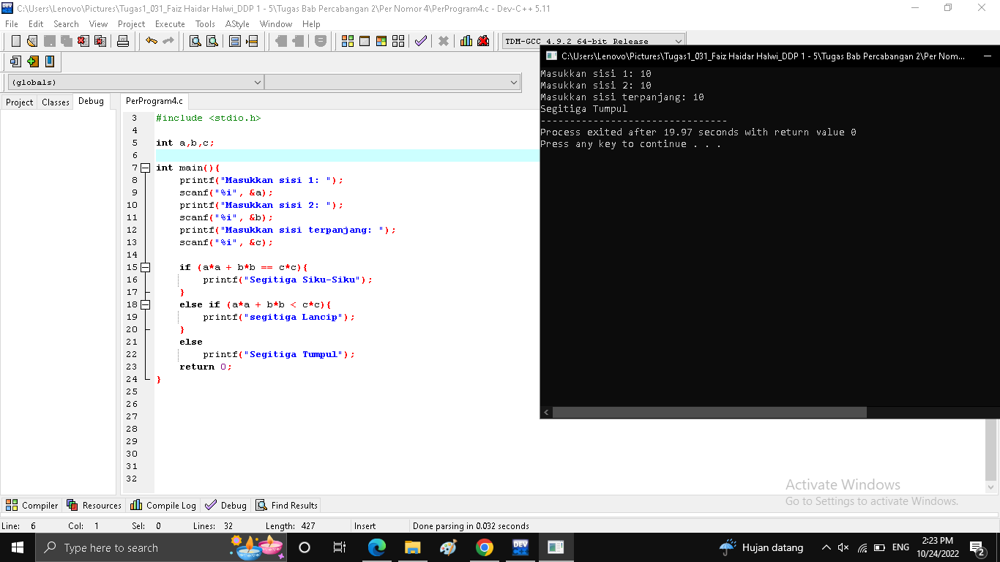 C:\Users\Lenovo\Pictures\Tugas1_031_Faiz Haidar Halwi_DDP 1 - 5\Tugas Bab Percabangan 2\Per Nomor 4\PerProgram4.c - Dev-C++ 5.11
File Edit Search View Project Execute Tools AStyle Window Help
TDM-GCC 4.9.2 64-bit Release
(globals)
Project Classes Debug
PerProgram4.c
3 #include <stdio.h>
4
5 int a,b,c;
6
7 int main(){
8 printf("Masukkan sisi 1: ");
9 scanf("%i", &a);
10 printf("Masukkan sisi 2: ");
11 scanf("%i", &b);
12 printf("Masukkan sisi terpanjang: ");
13 scanf("%i", &c);
14
15 if (a*a + b*b == c*c){
16 printf("Segitiga Siku-Siku");
17 }
18 else if (a*a + b*b < c*c){
19 printf("segitiga Lancip");
20 }
21 else
22 printf("Segitiga Tumpul");
23 return 0;
24 }
25
26
27
28
29
30
31
32
C:\Users\Lenovo\Pictures\Tugas1_031_Faiz Haidar Halwi_DDP 1 - 5\Tugas Bab Percabangan 2\Per Nom...
Masukkan sisi 1: 10
Masukkan sisi 2: 10
Masukkan sisi terpanjang: 10
Segitiga Tumpul
--------------------------------
Process exited after 19.97 seconds with return value 0
Press any key to continue . . .
Activate Windows
Go to Settings to activate Windows.
Compiler Resources Compile Log Debug Find Results
Line: 6 Col: 1 Sel: 0 Lines: 32 Length: 427 Insert Done parsing in 0.032 seconds
Type here to search
DEV
Hujan datang
ENG
2:23 PM
10/24/2022
2